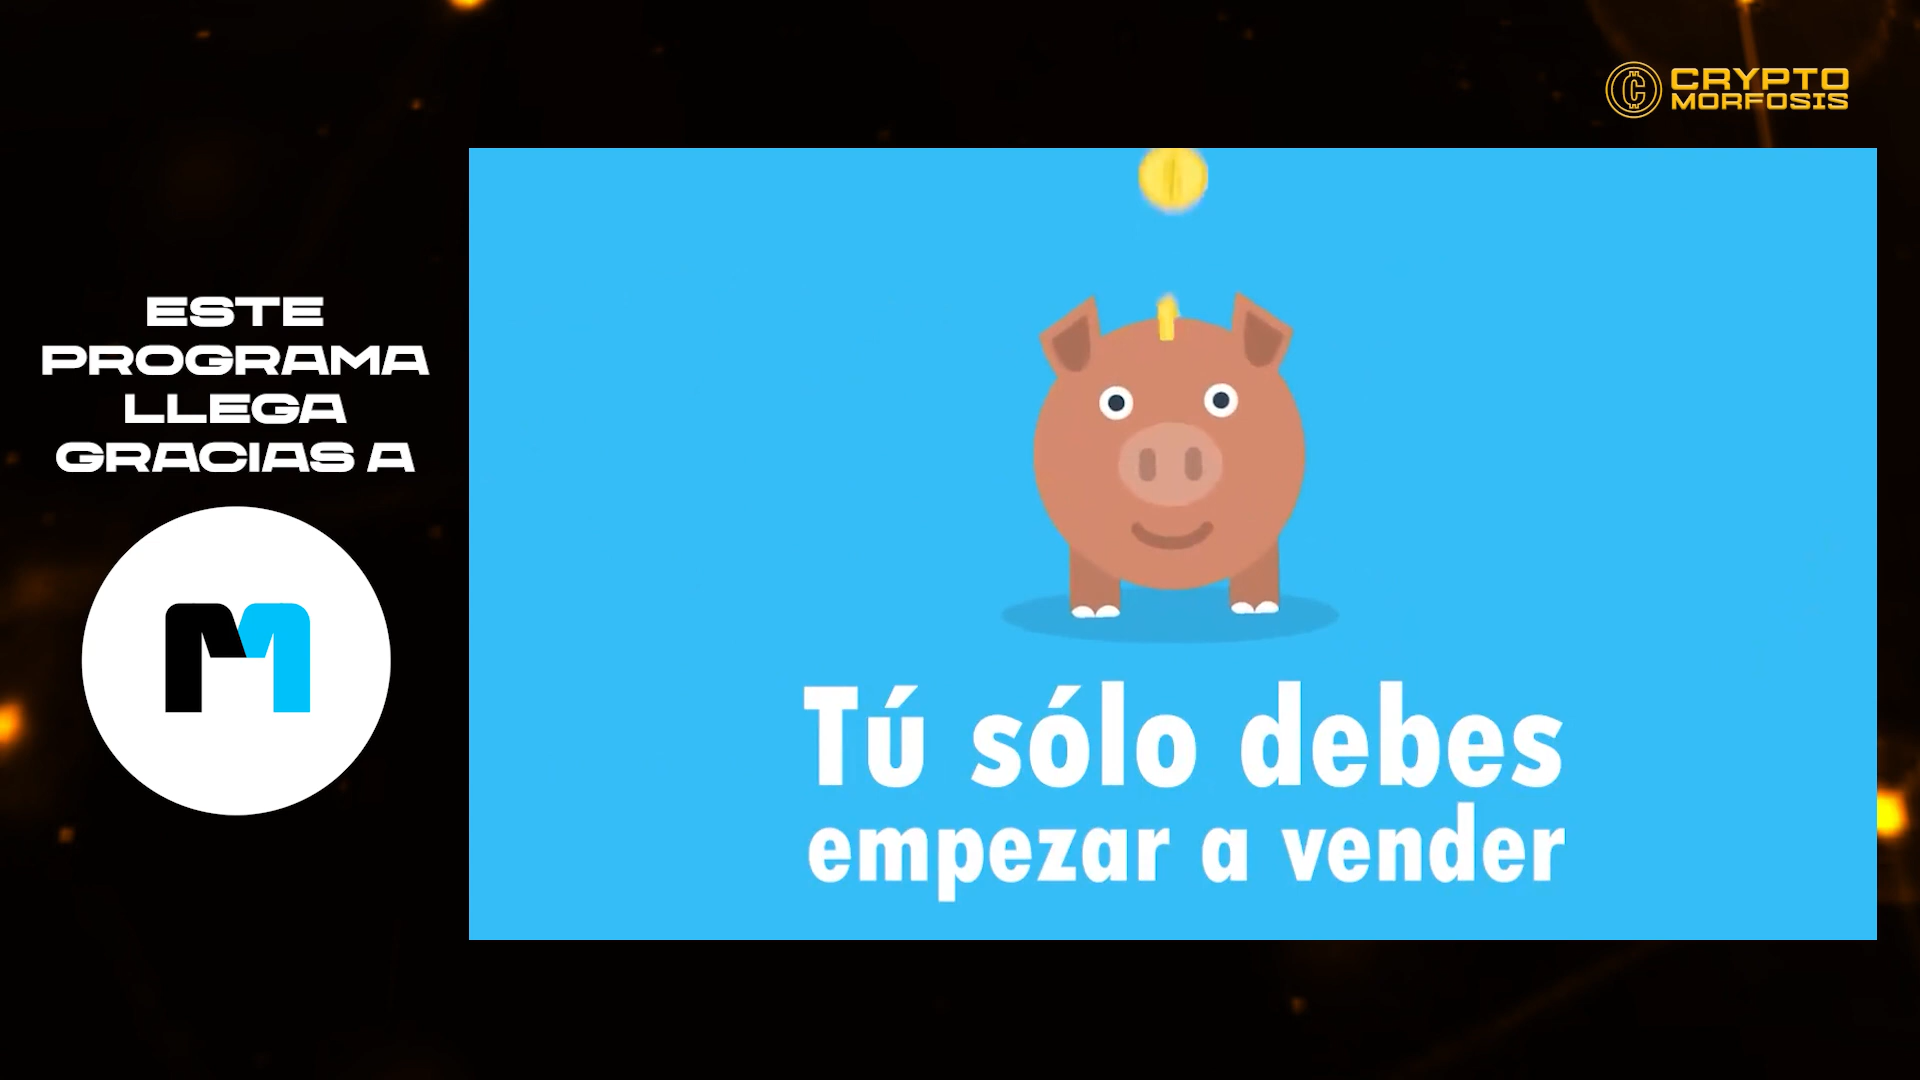 CRYPTO
MORFOSIS
ESTE
PROGRAMA
LLEGA
GRACIAS A
M
Tú sólo debes
empezar a vender